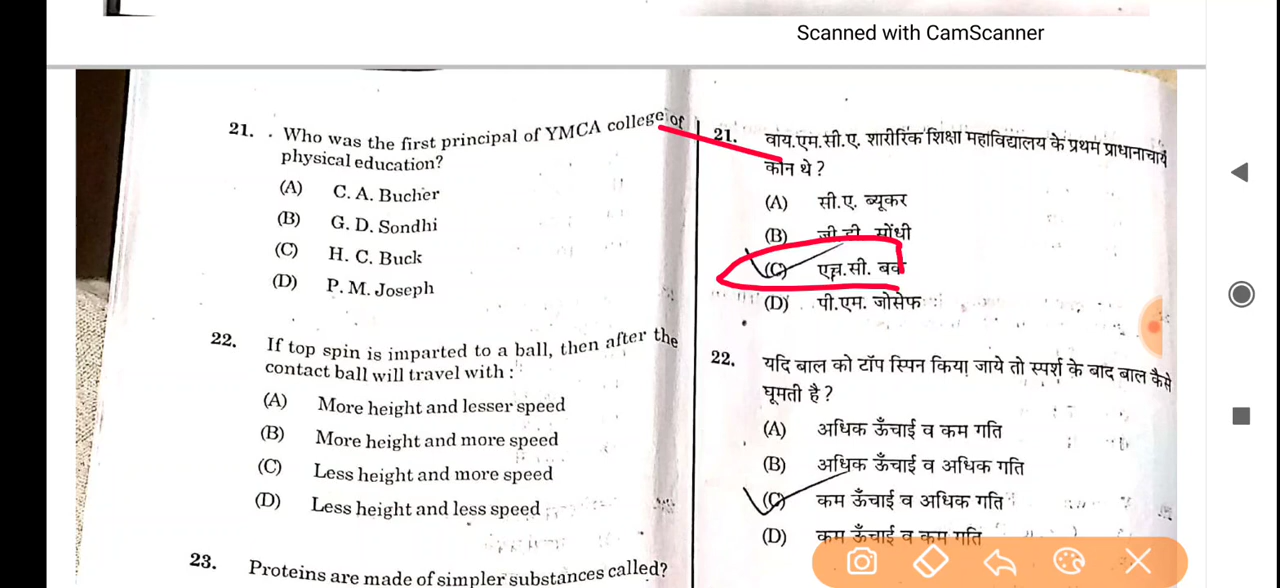 Scanned with CamScanner
21. . Who was the first principal of YMCA college of
physical education?
(A) C. A. Bucher
(B) G. D. Sondhi
(C) H. C. Buck
(D) P. M. Joseph
22. If top spin is imparted to a ball, then after the
contact ball will travel with :
(A) More height and lesser speed
(B) More height and more speed
(C) Less height and more speed
(D) Less height and less speed
23. Proteins are made of simpler substances called?
21. वाय.एम.सी.ए. शारीरिक शिक्षा महाविद्यालय के प्रथम प्राधानाचार्य
कौन थे ?
(A) सी.ए. ब्यूकर
(B) जी.डी. सोंधी
(C) एच.सी. बक
(D) पी.एम. जोसेफ
22. यदि बाल को टॉप स्पिन किया जाये तो स्पर्श के बाद बाल कैसे
घूमती है ?
(A) अधिक ऊँचाई व कम गति
(B) अधिक ऊँचाई व अधिक गति
(C) कम ऊँचाई व अधिक गति
(D) कम ऊँचाई व कम गति